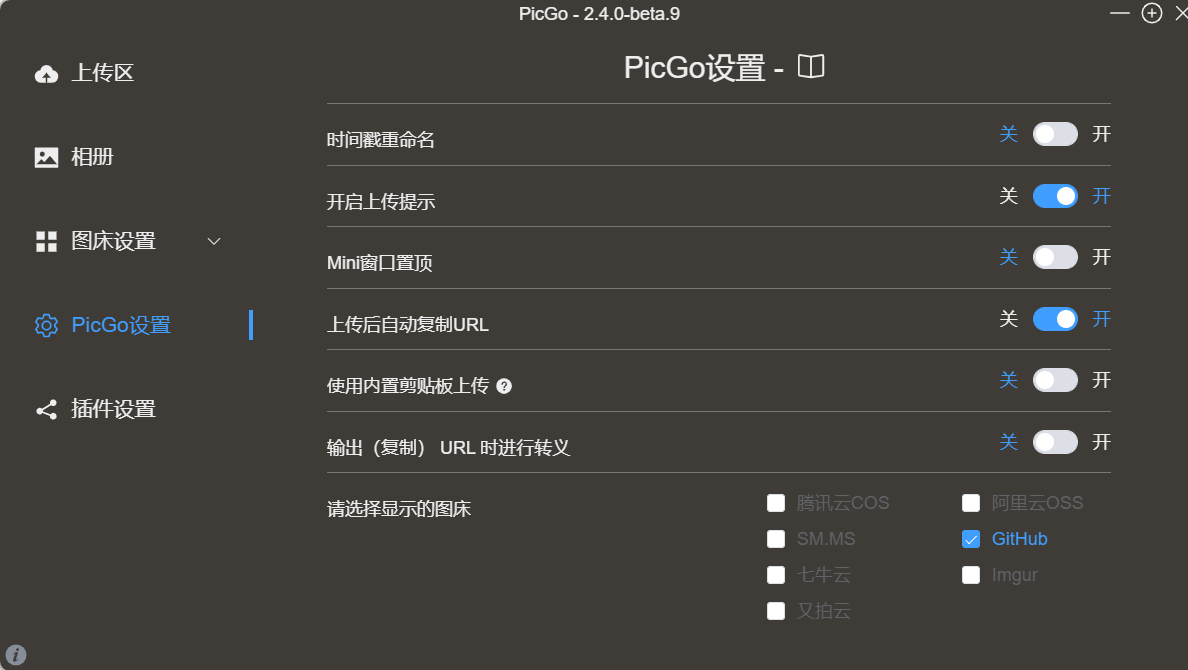 PicGo - 2.4.0-beta.9
上传区
相册
图床设置
PicGo设置
插件设置
PicGo设置 -
时间戳重命名 关 开
开启上传提示 关 开
Mini窗口置顶 关 开
上传后自动复制URL 关 开
使用内置剪贴板上传 ? 关 开
输出（复制） URL 时进行转义 关 开
请选择显示的图床 腾讯云COS 阿里云OSS
SM.MS GitHub
七牛云 Imgur
又拍云
i